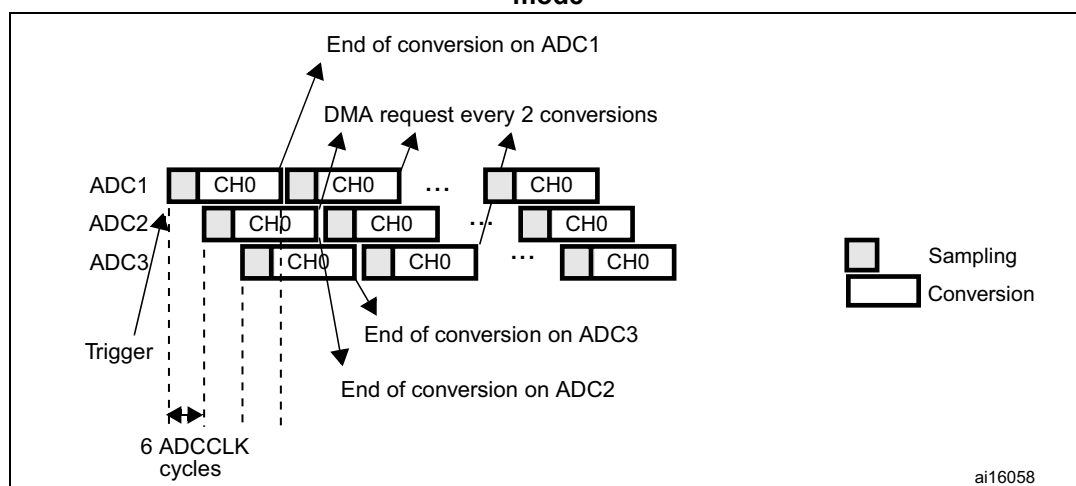 mode
End of conversion on ADC1
DMA request every 2 conversions
ADC1 CH0 CH0 ... CH0
ADC2 CH0 CH0 ... CH0
ADC3 CH0 CH0 ... CH0
Sampling
Conversion
End of conversion on ADC3
Trigger
End of conversion on ADC2
6 ADCCLK
cycles
ai16058